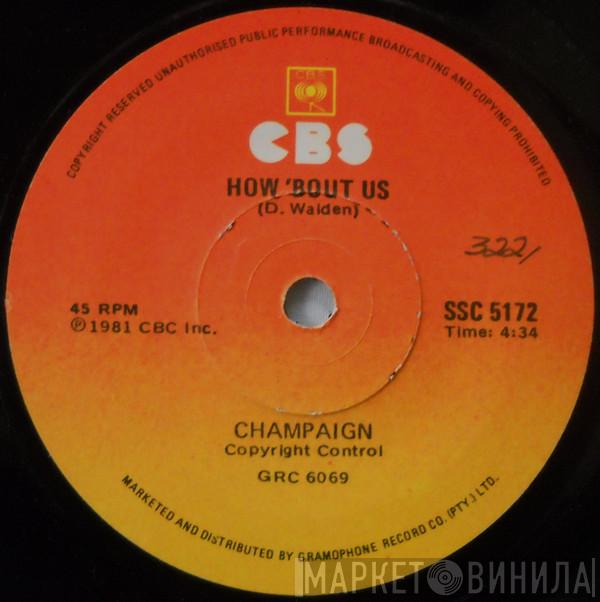 COPYRIGHT RESERVED UNAUTHORISED PUBLIC PERFORMANCE BROADCASTING AND COPYING PROHIBITED
CBS
CBS
HOW 'BOUT US
(D. Walden)
322/
45 RPM
℗1981 CBC Inc.
SSC 5172
Time: 4:34
CHAMPAIGN
Copyright Control
GRC 6069
MARKETED AND DISTRIBUTED BY GRAMOPHONE RECORD CO. (PTY.) LTD.
МАРКЕТ ВИНИЛА